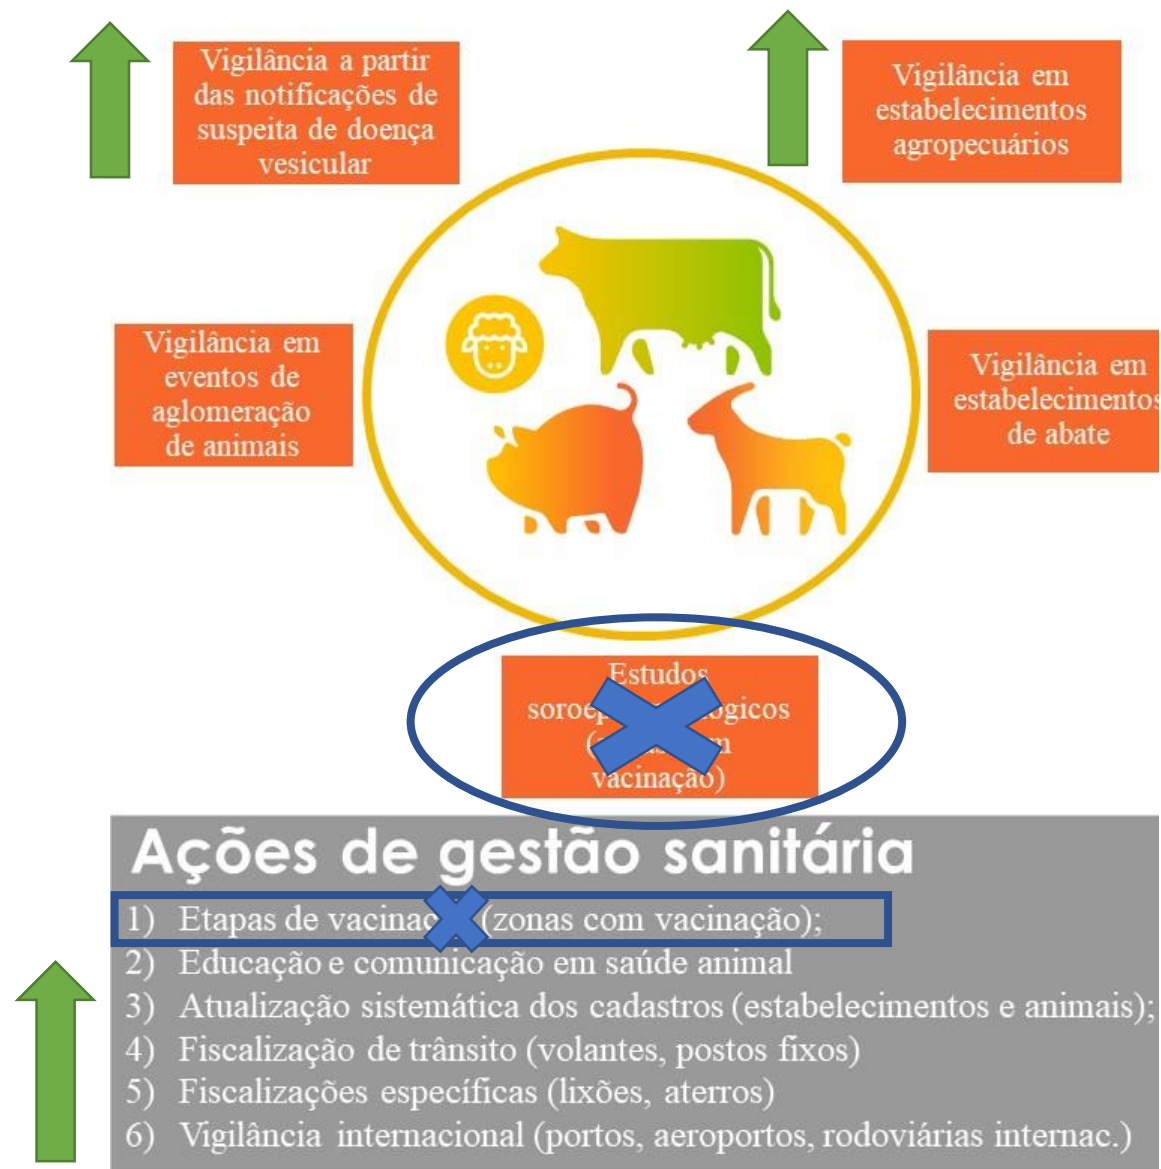 Vigilância a partir
das notificações de
suspeita de doença
vesicular
Vigilância em
estabelecimentos
agropecuários
Vigilância em
eventos de
aglomeração
de animais
Vigilância em
estabelecimentos
de abate
Estudos
vacinação)
Ações de gestão sanitária
1) Etapas de (zonas com vacinação);
2) Educação e comunicação em saúde animal
3) Atualização sistemática dos cadastros (estabelecimentos e animais);
4) Fiscalização de trânsito (volantes, postos fixos)
5) Fiscalizações específicas (lixões, aterros)
6) Vigilância internacional (portos, aeroportos, rodoviárias internac.)